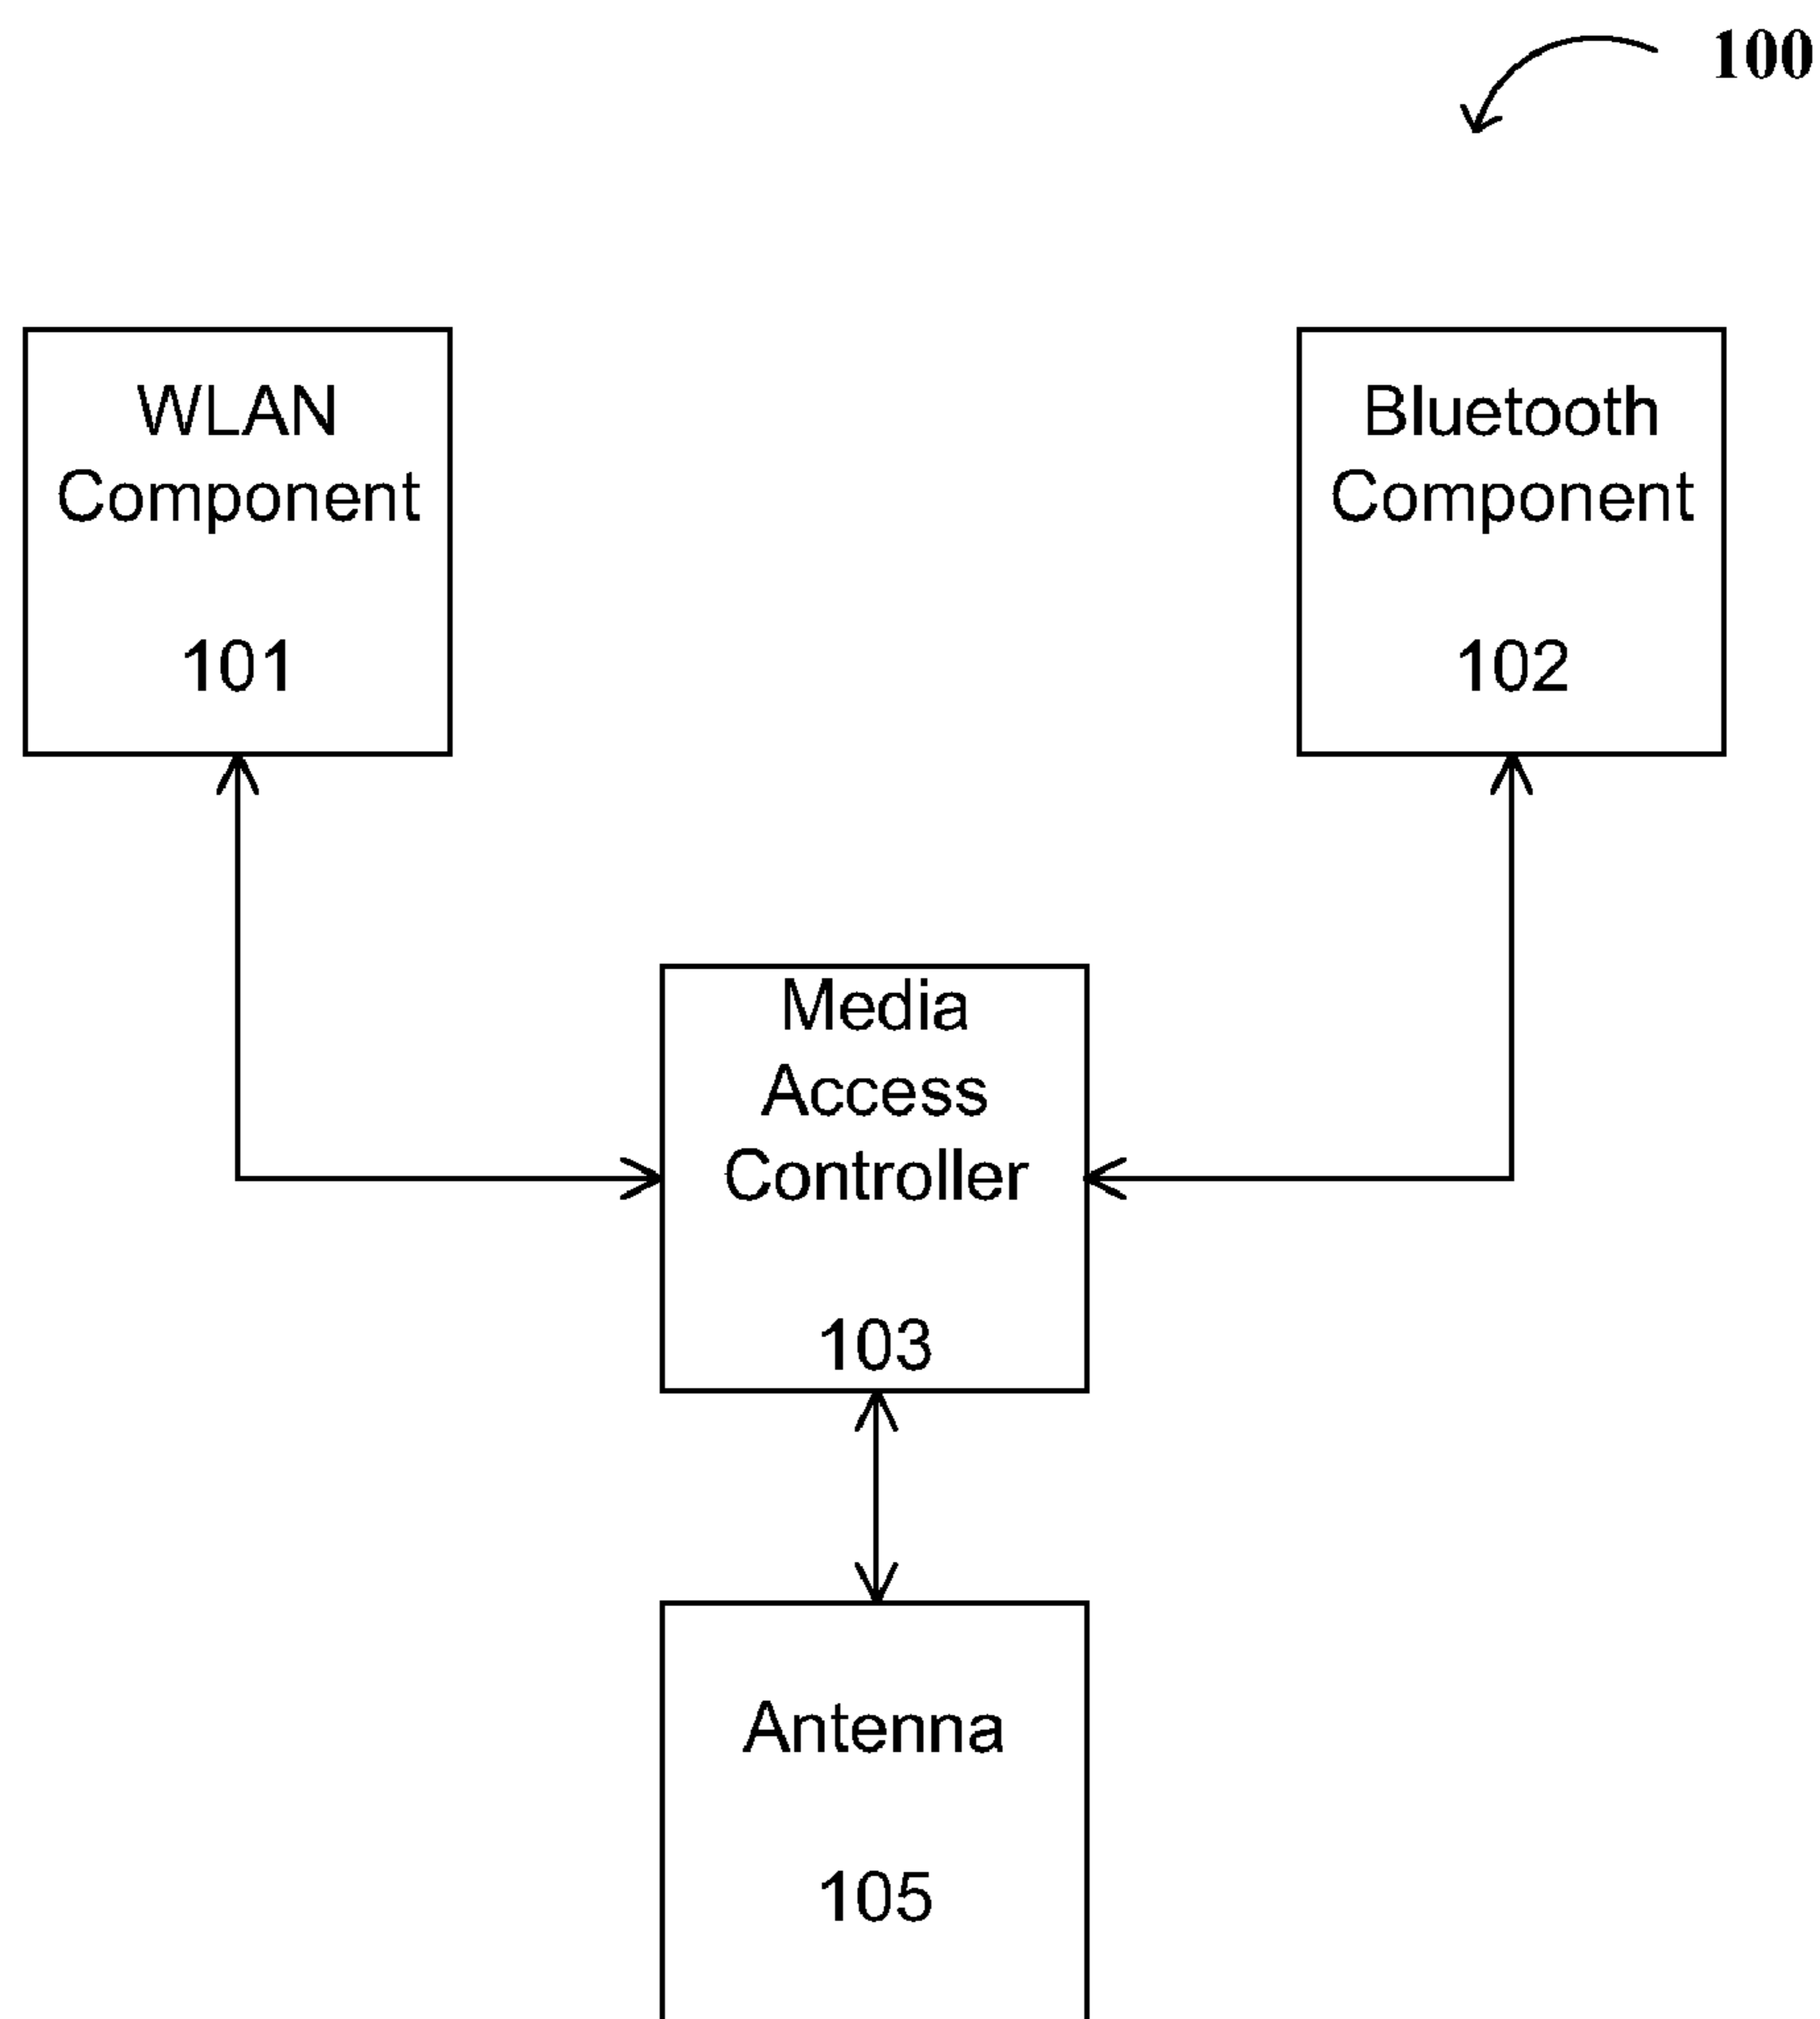 100
WLAN
Component
101
Bluetooth
Component
102
Media
Access
Controller
103
Antenna
105